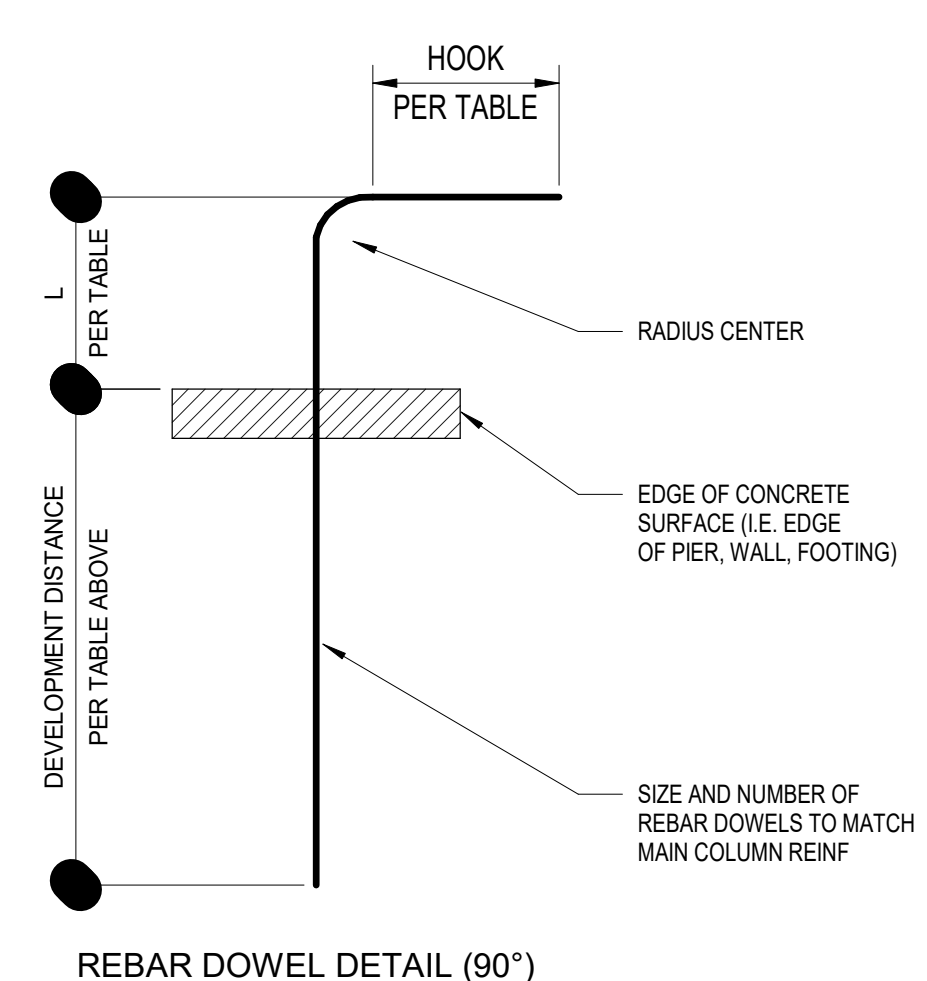 HOOK
PER TABLE
L
PER TABLE
RADIUS CENTER
EDGE OF CONCRETE
SURFACE (I.E. EDGE
OF PIER, WALL, FOOTING)
DEVELOPMENT DISTANCE
PER TABLE ABOVE
SIZE AND NUMBER OF
REBAR DOWELS TO MATCH
MAIN COLUMN REINF
REBAR DOWEL DETAIL (90°)